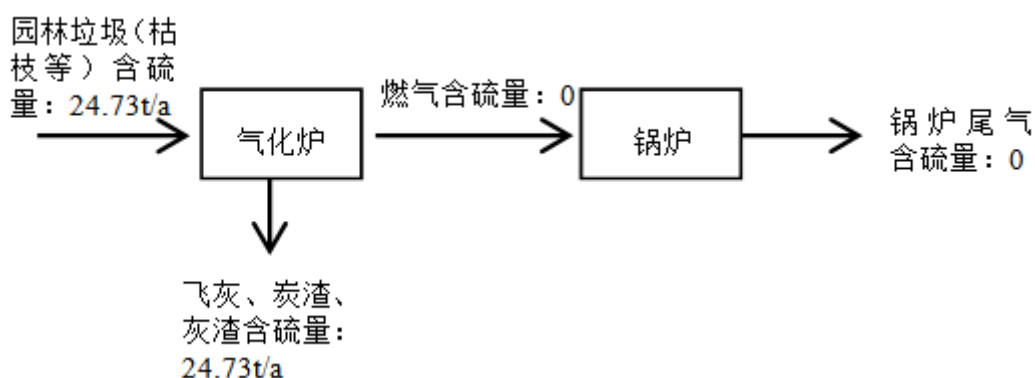 园林垃圾（枯
枝等）含硫
量：24.73t/a
气化炉
燃气含硫量：0
锅炉
锅炉尾气
含硫量：0
飞灰、炭渣、
灰渣含硫量：
24.73t/a